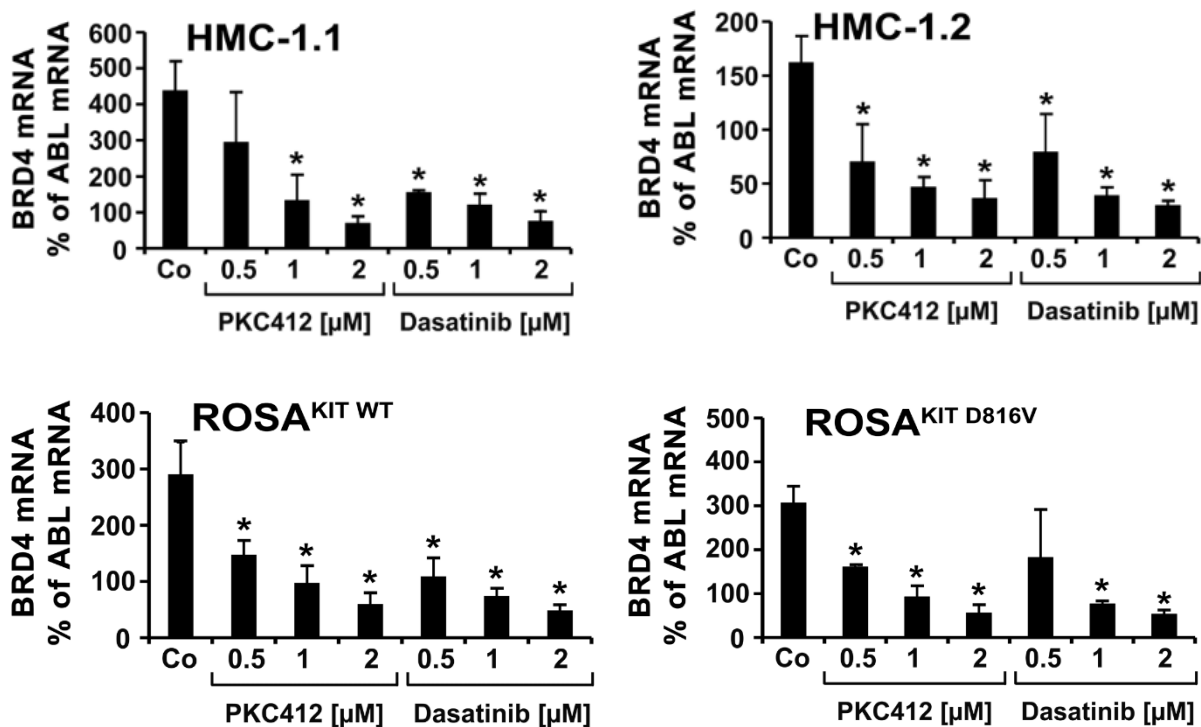 HMC-1.1
BRD4 mRNA
% of ABL mRNA
600
500
400
300
200
100
0
*
*
*
*
*
Co
0.5
1
2
0.5
1
2
PKC412 [µM]
Dasatinib [µM]
HMC-1.2
BRD4 mRNA
% of ABL mRNA
200
150
100
50
0
*
*
*
*
*
*
Co
0.5
1
2
0.5
1
2
PKC412 [µM]
Dasatinib [µM]
ROSA KIT WT
BRD4 mRNA
% of ABL mRNA
400
300
200
100
0
*
*
*
*
*
*
Co
0.5
1
2
0.5
1
2
PKC412 [µM]
Dasatinib [µM]
ROSA KIT D816V
BRD4 mRNA
% of ABL mRNA
500
400
300
200
100
0
*
*
*
*
*
Co
0.5
1
2
0.5
1
2
PKC412 [µM]
Dasatinib [µM]